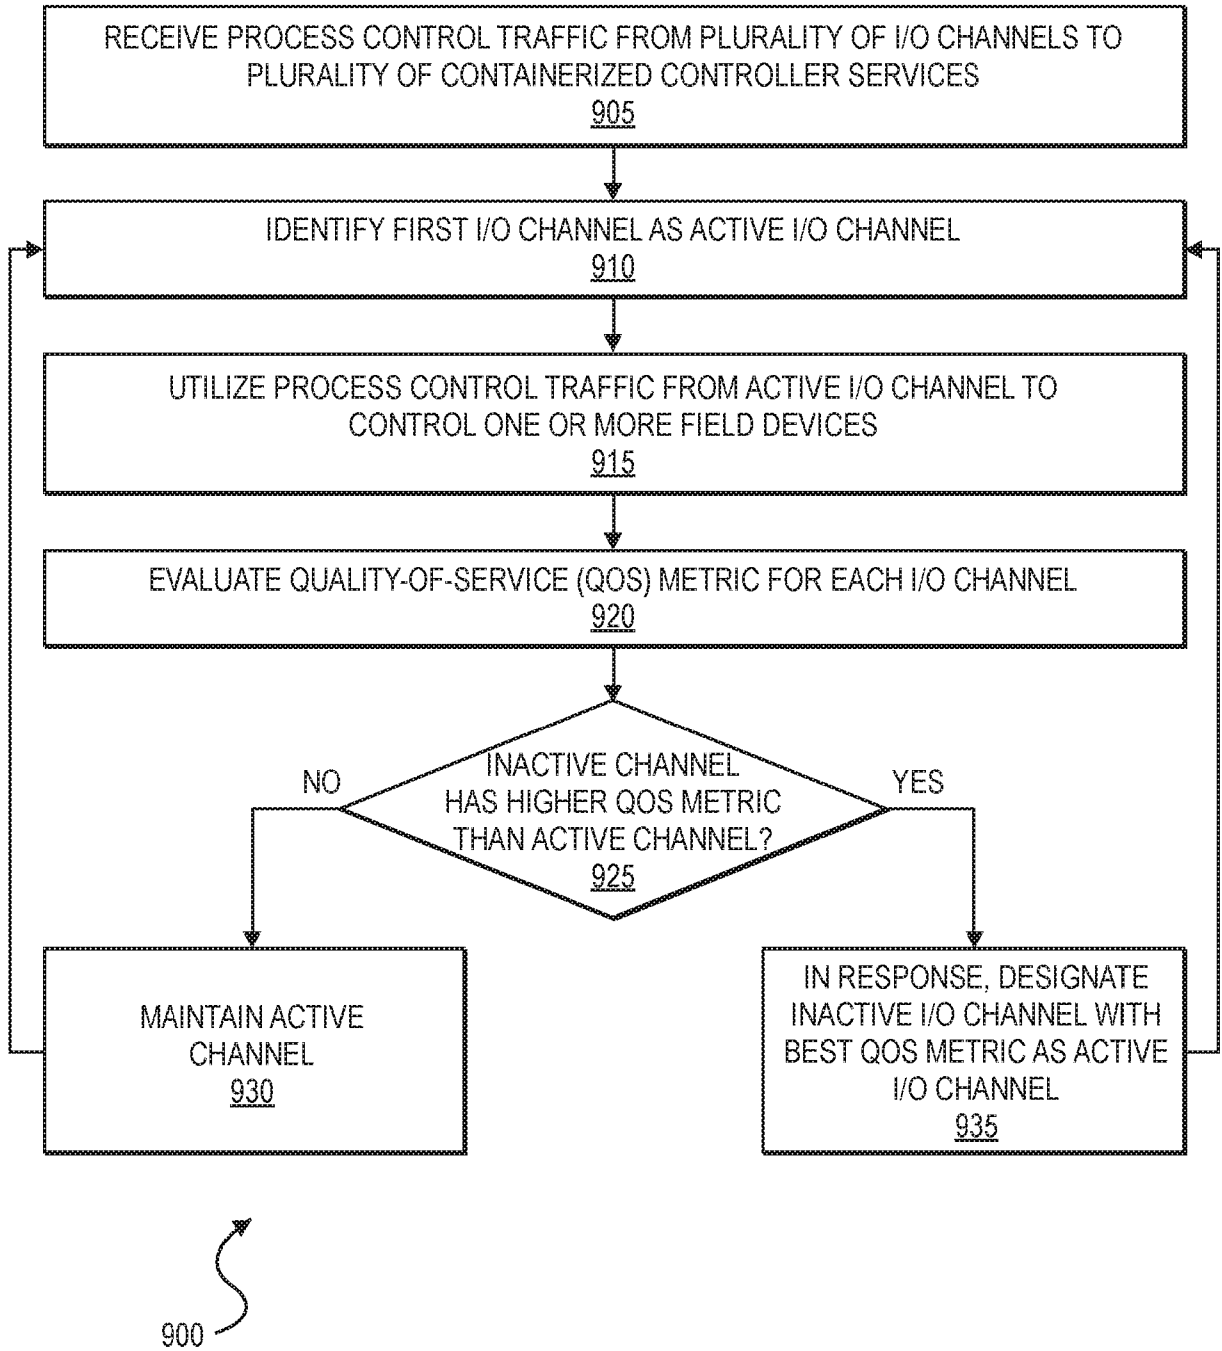 RECEIVE PROCESS CONTROL TRAFFIC FROM PLURALITY OF I/O CHANNELS TO
PLURALITY OF CONTAINERIZED CONTROLLER SERVICES
905
IDENTIFY FIRST I/O CHANNEL AS ACTIVE I/O CHANNEL
910
UTILIZE PROCESS CONTROL TRAFFIC FROM ACTIVE I/O CHANNEL TO
CONTROL ONE OR MORE FIELD DEVICES
915
EVALUATE QUALITY-OF-SERVICE (QOS) METRIC FOR EACH I/O CHANNEL
920
INACTIVE CHANNEL
HAS HIGHER QOS METRIC
THAN ACTIVE CHANNEL?
925
NO
YES
MAINTAIN ACTIVE
CHANNEL
930
IN RESPONSE, DESIGNATE
INACTIVE I/O CHANNEL WITH
BEST QOS METRIC AS ACTIVE
I/O CHANNEL
935
900